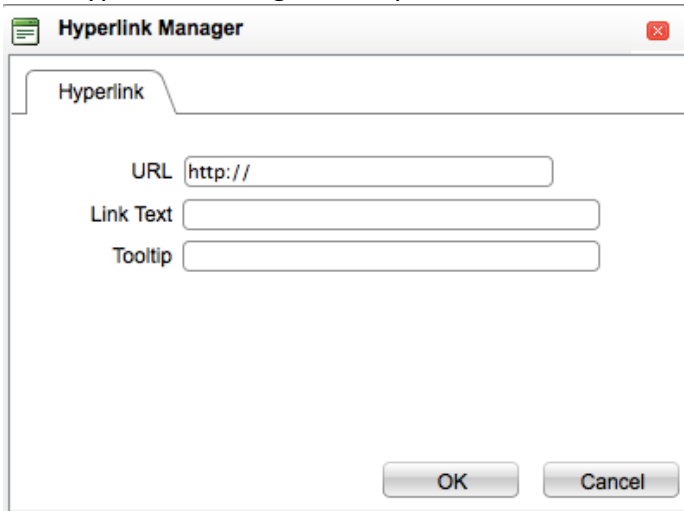 Hyperlink Manager
Hyperlink
URL http://
Link Text
Tooltip
OK Cancel